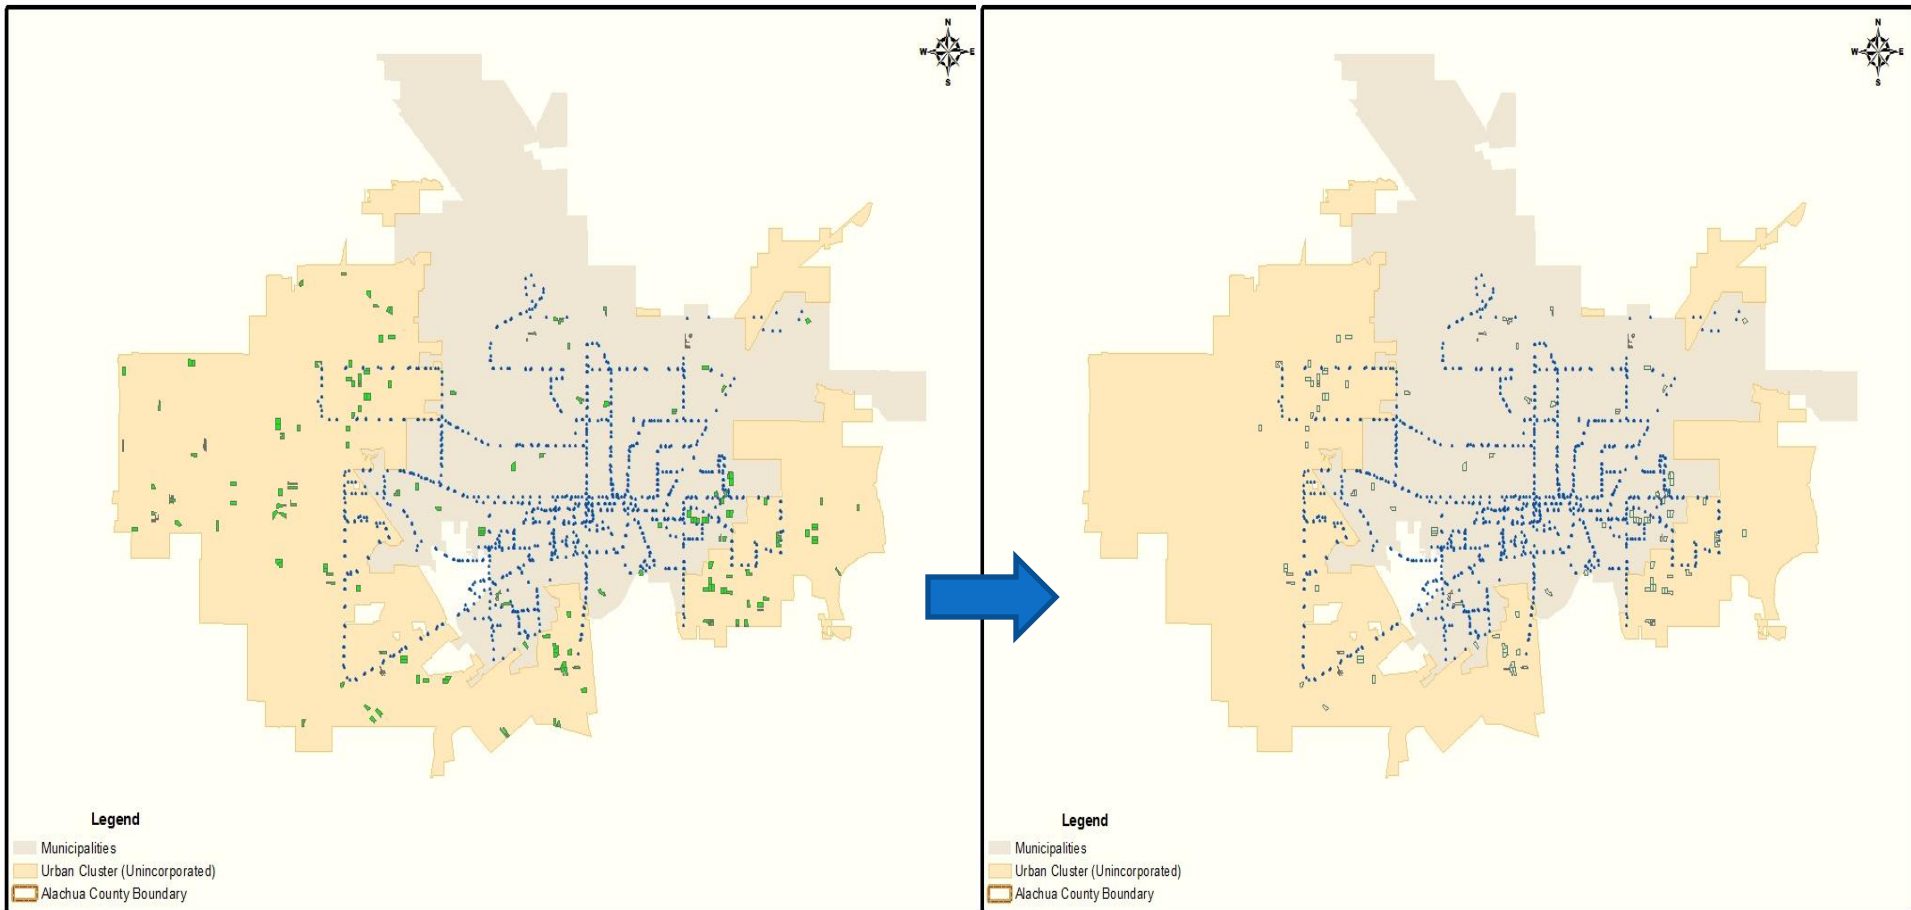 N
W E
S
Legend
Municipalities
Urban Cluster (Unincorporated)
Alachua County Boundary
N
W E
S
Legend
Municipalities
Urban Cluster (Unincorporated)
Alachua County Boundary